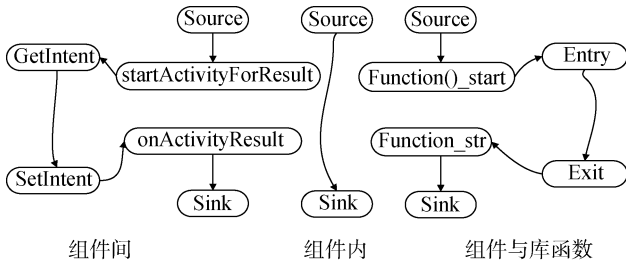 Source
Source
Source
GetIntent
startActivityForResult
Function()_start
Entry
onActivityResult
Function_str
SetIntent
Exit
Sink
Sink
Sink
组件间
组件内
组件与库函数